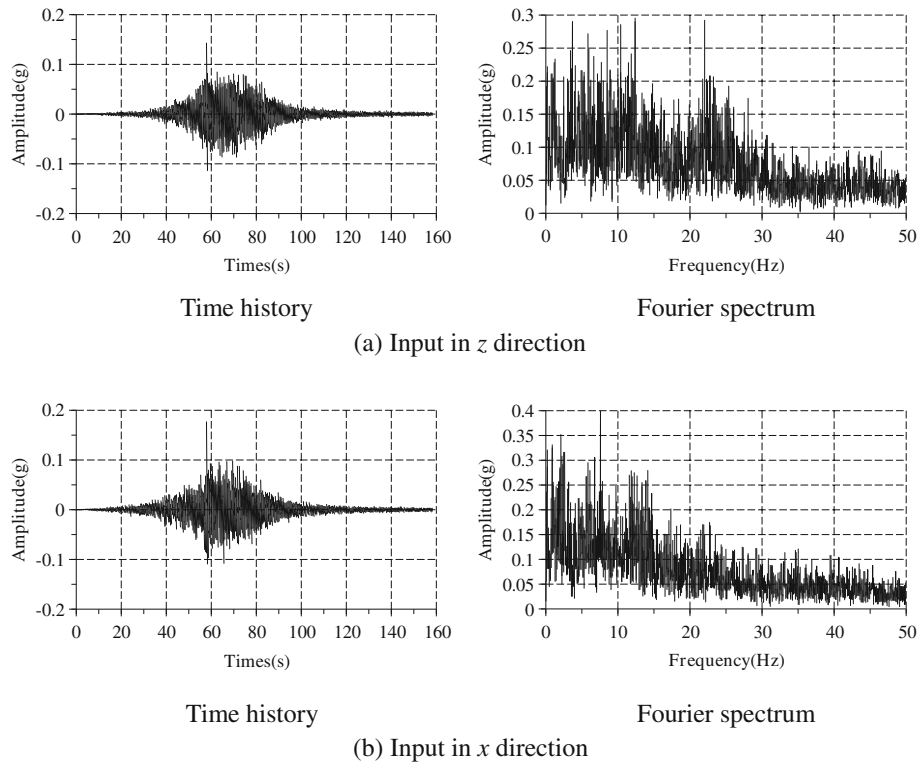 0.2
0.1
0
-0.1
-0.2
Amplitude(g)
0 20 40 60 80 100 120 140 160
Times(s)
Time history
0.3
0.25
0.2
0.15
0.1
0.05
0
Amplitude(g)
0 10 20 30 40 50
Frequency(Hz)
Fourier spectrum
(a) Input in z direction
0.2
0.1
0
-0.1
-0.2
Amplitude(g)
0 20 40 60 80 100 120 140 160
Times(s)
Time history
0.4
0.35
0.3
0.25
0.2
0.15
0.1
0.05
0
Amplitude(g)
0 10 20 30 40 50
Frequency(Hz)
Fourier spectrum
(b) Input in x direction